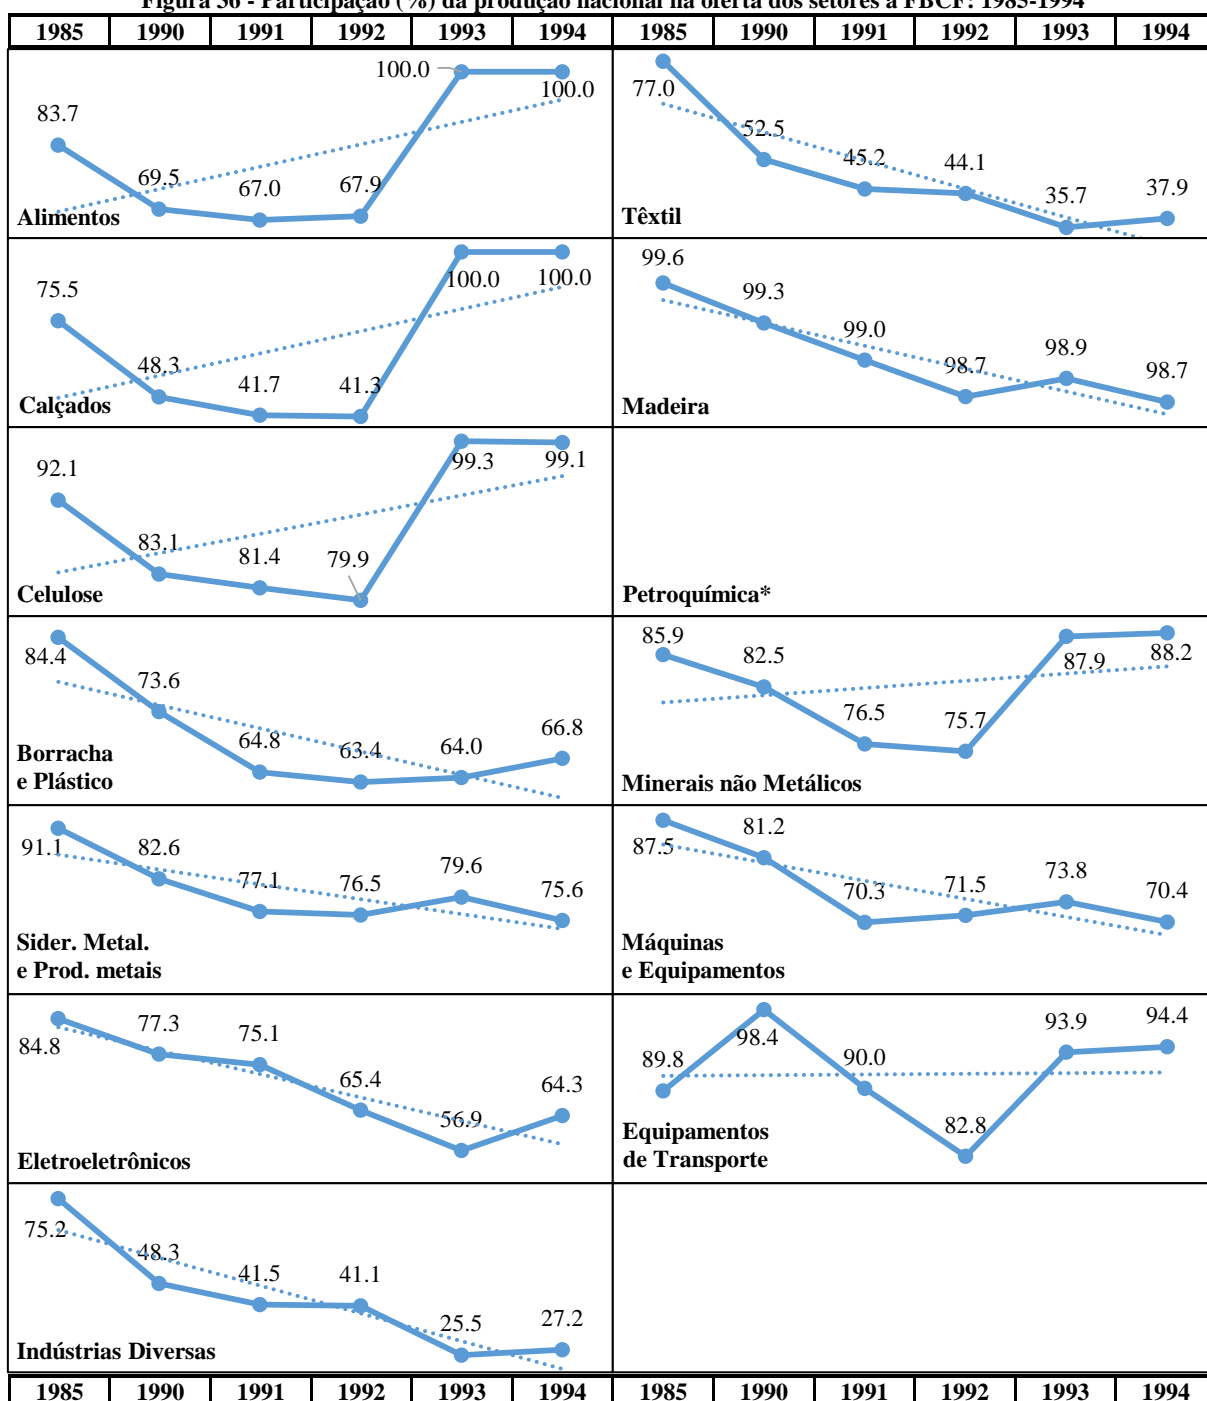 Figura 36 - Participação (%) da produção nacional na oferta dos setores à FBCF: 1985-1994
1985 1990 1991 1992 1993 1994 1985 1990 1991 1992 1993 1994
83.7 69.5 67.0 67.9 100.0 100.0
Alimentos
77.0 52.5 45.2 44.1 35.7 37.9
Têxtil
75.5 48.3 41.7 41.3 100.0 100.0
Calçados
99.6 99.3 99.0 98.7 98.9 98.7
Madeira
92.1 83.1 81.4 79.9 99.3 99.1
Celulose
Petroquímica*
84.4 73.6 64.8 63.4 64.0 66.8
Borracha
e Plástico
85.9 82.5 76.5 75.7 87.9 88.2
Minerais não Metálicos
91.1 82.6 77.1 76.5 79.6 75.6
Sider. Metal.
e Prod. metais
87.5 81.2 70.3 71.5 73.8 70.4
Máquinas
e Equipamentos
84.8 77.3 75.1 65.4 56.9 64.3
Eletroeletrônicos
89.8 98.4 90.0 82.8 93.9 94.4
Equipamentos
de Transporte
75.2 48.3 41.5 41.1 25.5 27.2
Indústrias Diversas
1985 1990 1991 1992 1993 1994 1985 1990 1991 1992 1993 1994